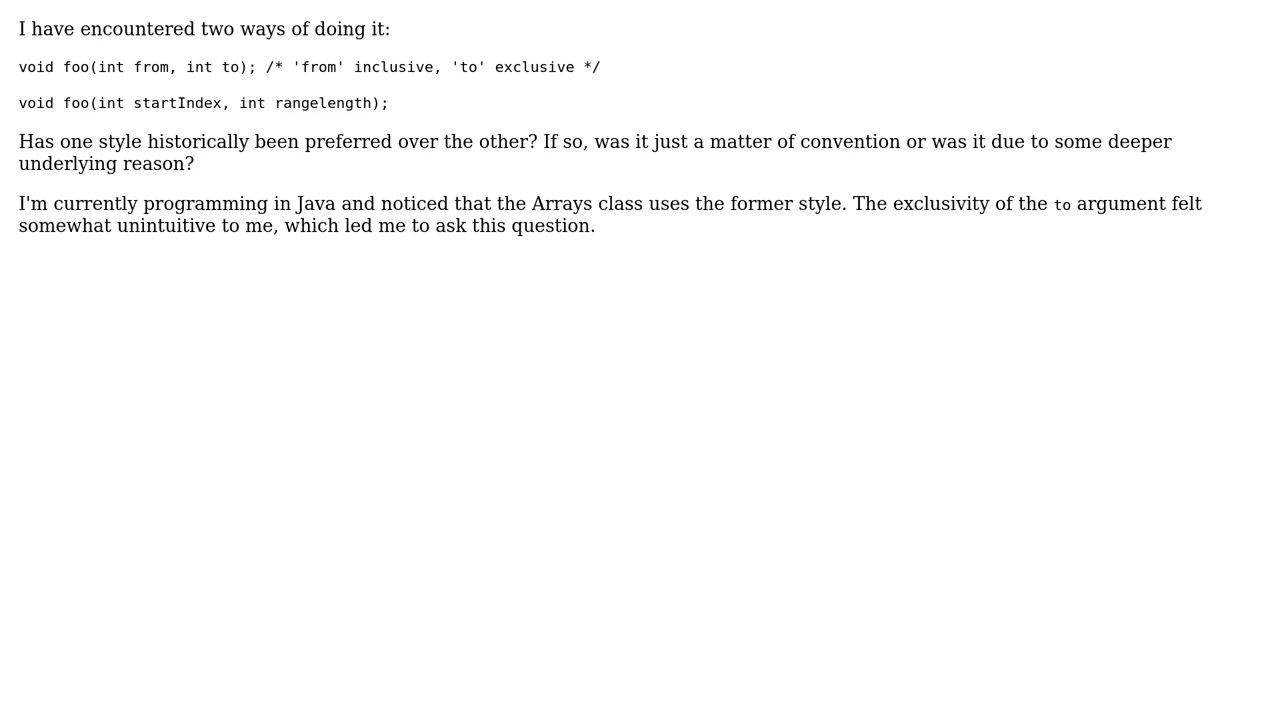 I have encountered two ways of doing it:
void foo(int from, int to); /* 'from' inclusive, 'to' exclusive */
void foo(int startIndex, int rangelength);
Has one style historically been preferred over the other? If so, was it just a matter of convention or was it due to some deeper
underlying reason?
I'm currently programming in Java and noticed that the Arrays class uses the former style. The exclusivity of the to argument felt
somewhat unintuitive to me, which led me to ask this question.